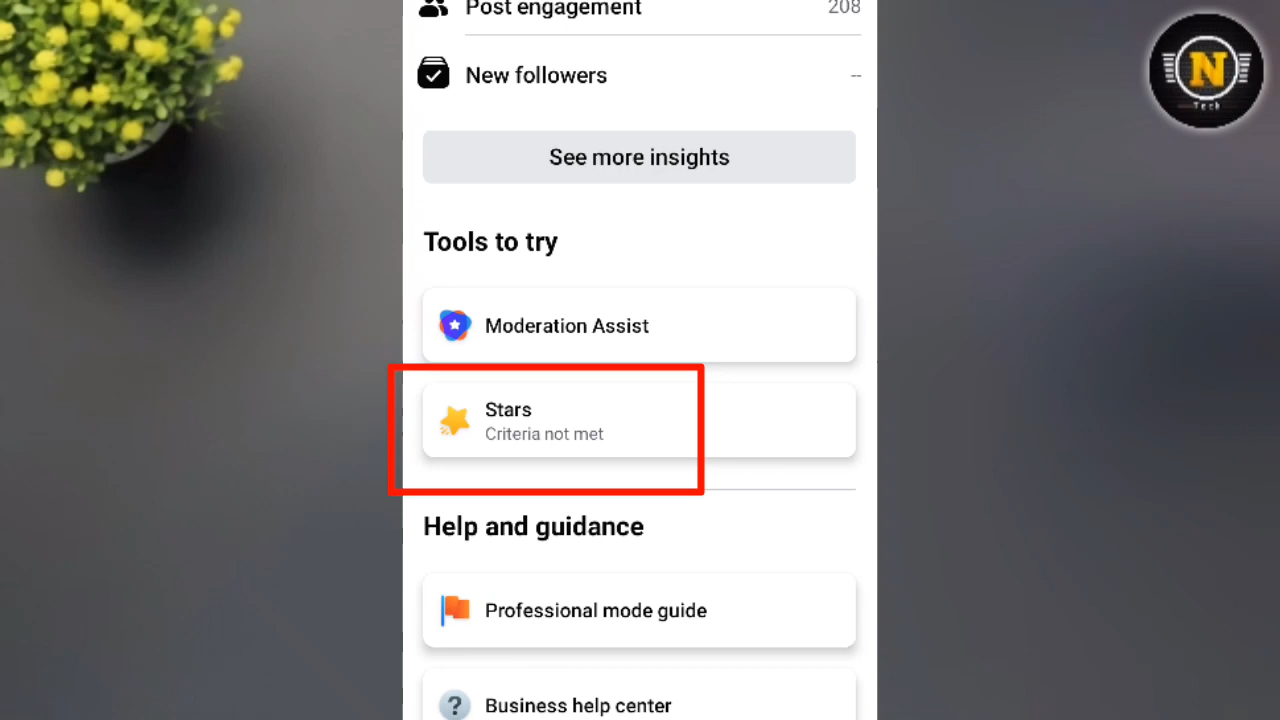 Post engagement 208
New followers --
See more insights
Tools to try
Moderation Assist
Stars
Criteria not met
Help and guidance
Professional mode guide
Business help center
N
Tech